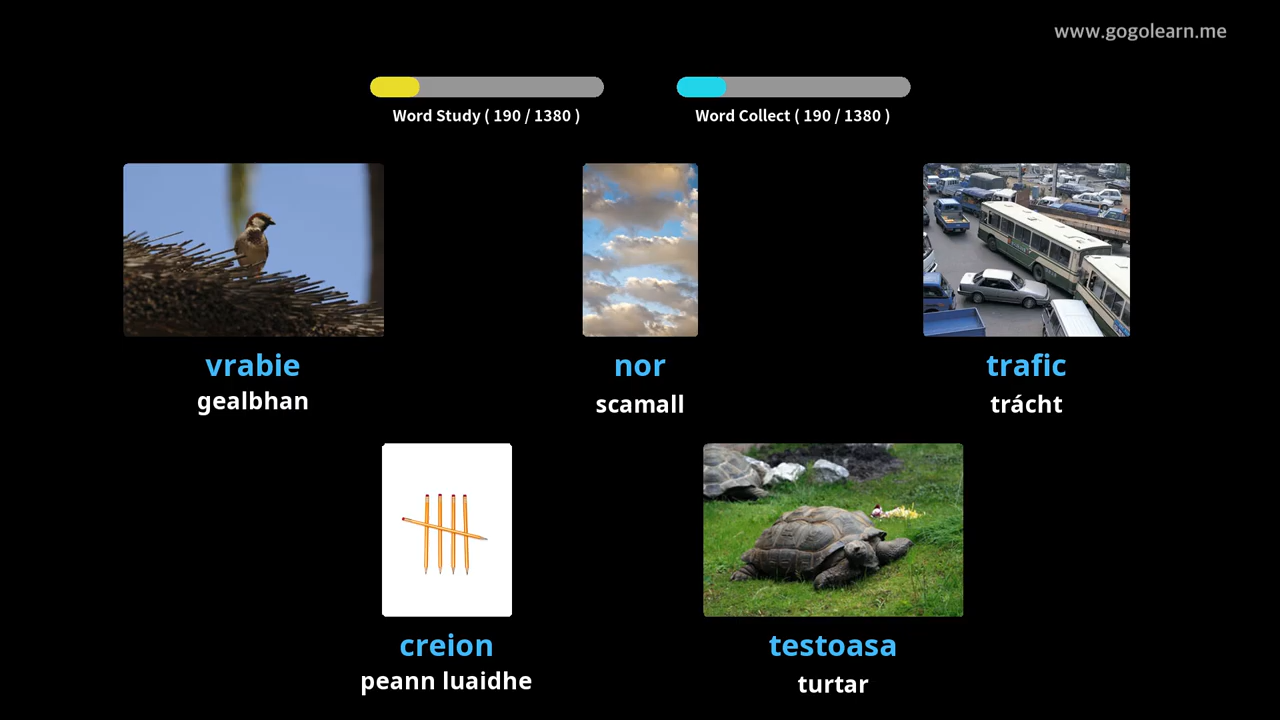 www.gogolearn.me
Word Study ( 190 / 1380 )
Word Collect ( 190 / 1380 )
vrabie
gealbhan
nor
scamall
trafic
trácht
creion
peann luaidhe
testoasa
turtar